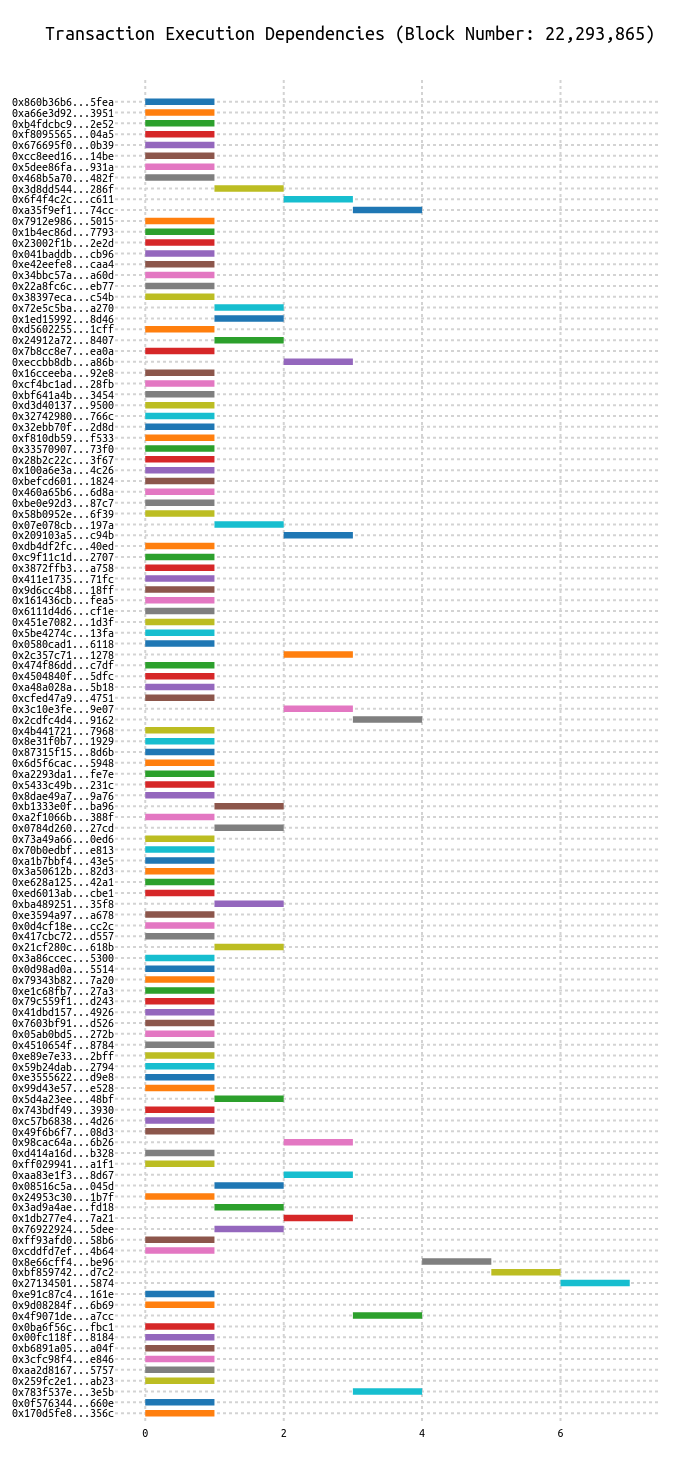 Transaction Execution Dependencies (Block Number: 22,293,865)
0x860b36b6...5fea
0xa66e3d92...3951
0xb4fdcbc9...2e52
0xf8095565...04a5
0x676695f0...0b39
0xcc8eed16...14be
0x5dee86fa...931a
0x468b5a70...482f
0x3d8dd544...286f
0x6f4f4c2c...c611
0xa35f9ef1...74cc
0x7912e986...5015
0x1b4ec86d...7793
0x23002f1b...2e2d
0x041baddb...cb96
0xe42eefe8...caa4
0x34bbc57a...a60d
0x22a8fc6c...eb77
0x38397eca...c54b
0x72e5c5ba...a270
0x1ed15992...8d46
0xd5602255...1cff
0x24912a72...8407
0x7b8cc8e7...ea0a
0xeccbb8db...a86b
0x16cceeba...92e8
0xcf4bc1ad...28fb
0xbf641a4b...3454
0xd3d40137...9500
0x32742980...766c
0x32ebb70f...2d8d
0xf810db59...f533
0x33570907...73f0
0x28b2c22c...3f67
0x100a6e3a...4c26
0xbefcd601...1824
0x460a65b6...6d8a
0xbe0e92d3...87c7
0x58b0952e...6f39
0x07e078cb...197a
0x209103a5...c94b
0xdb4df2fc...40ed
0xc9f11c1d...2707
0x3872ffb3...a758
0x411e1735...71fc
0x9d6cc4b8...18ff
0x161436cb...fea5
0x6111d4d6...cf1e
0x451e7082...1d3f
0x5be4274c...13fa
0x0580cad1...6118
0x2c357c71...1278
0x474f86dd...c7df
0x4504840f...5dfc
0xa48a028a...5b18
0xcfed47a9...4751
0x3c10e3fe...9e07
0x2cdfc4d4...9162
0x4b441721...7968
0x8e31f0b7...1929
0x87315f15...8d6b
0x6d5f6cac...5948
0xa2293da1...fe7e
0x5433c49b...231c
0x8dae49a7...9a76
0xb1333e0f...ba96
0xa2f1066b...388f
0x0784d260...27cd
0x73a49a66...0ed6
0x70b0edbf...e813
0xa1b7bbf4...43e5
0x3a50612b...82d3
0xe628a125...42a1
0xed6013ab...cbe1
0xba489251...35f8
0xe3594a97...a678
0x0d4cf18e...cc2c
0x417cbc72...d557
0x21cf280c...618b
0x3a86ccec...5300
0x0d98ad0a...5514
0x79343b82...7a20
0xe1c68fb7...27a3
0x79c559f1...d243
0x41dbd157...4926
0x7603bf91...d526
0x05ab0bd5...272b
0x4510654f...8784
0xe89e7e33...2bff
0x59b24dab...2794
0xe3555622...d9e8
0x99d43e57...e528
0x5d4a23ee...48bf
0x743bdf49...3930
0xc57b6838...4d26
0x49f6b6f7...08d3
0x98cac64a...6b26
0xd414a16d...b328
0xff029941...a1f1
0xaa83e1f3...8d67
0x08516c5a...045d
0x24953c30...1b7f
0x3ad9a4ae...fd18
0x1db277e4...7a21
0x76922924...5dee
0xff93afd0...58b6
0xcddfd7ef...4b64
0x8e66cff4...be96
0xbf859742...d7c2
0x27134501...5874
0xe91c87c4...161e
0x9d08284f...6b69
0x4f9071de...a7cc
0x0ba6f56c...fbc1
0x00fc118f...8184
0xb6891a05...a04f
0x3cfc98f4...e846
0xaa2d8167...5757
0x259fc2e1...ab23
0x783f537e...3e5b
0x0f576344...660e
0x170d5fe8...356c
0 2 4 6